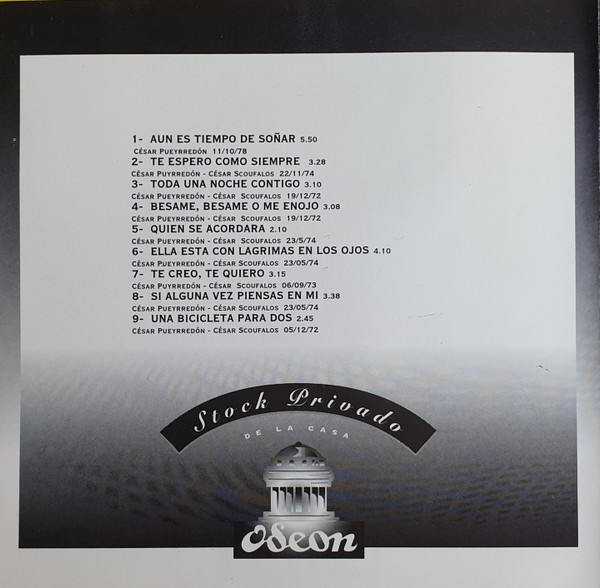 1- AUN ES TIEMPO DE SOÑAR 5.50
CÉSAR PUEYRREDÓN 11/10/78
2- TE ESPERO COMO SIEMPRE 3.28
CÉSAR PUYRREDÓN - CÉSAR SCOUFALOS 22/11/74
3- TODA UNA NOCHE CONTIGO 3.10
CÉSAR PUEYRREDÓN - CÉSAR SCOUFALOS 19/12/72
4- BESAME, BESAME O ME ENOJO 3.08
CÉSAR PUEYRREDÓN - CÉSAR SCOUFALOS 19/12/72
5- QUIEN SE ACORDARA 2.10
CÉSAR PUEYRREDÓN - CÉSAR SCOUFALOS 23/5/74
6- ELLA ESTA CON LAGRIMAS EN LOS OJOS 4.10
CÉSAR PUEYRREDÓN - CÉSAR SCOUFALOS 23/05/74
7- TE CREO, TE QUIERO 3.15
CÉSAR PUYRREDÓN - CÉSAR SCOUFALOS 06/09/73
8- SI ALGUNA VEZ PIENSAS EN MI 3.38
CÉSAR PUEYRREDÓN - CÉSAR SCOUFALOS 23/05/74
9- UNA BICICLETA PARA DOS 2.45
CÉSAR PUEYRREDÓN - CÉSAR SCOUFALOS 05/12/72
Stock Privado
DE LA CASA
Odeon